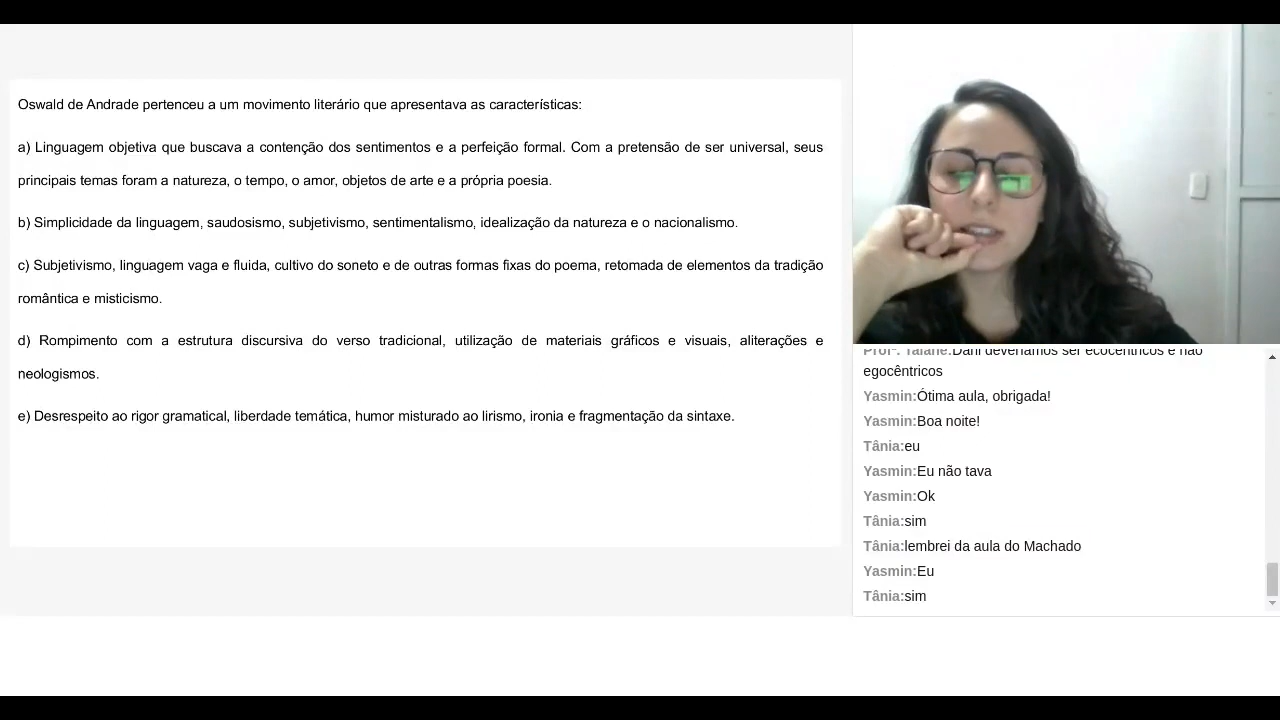 Oswald de Andrade pertenceu a um movimento literário que apresentava as características:
a) Linguagem objetiva que buscava a contenção dos sentimentos e a perfeição formal. Com a pretensão de ser universal, seus
principais temas foram a natureza, o tempo, o amor, objetos de arte e a própria poesia.
b) Simplicidade da linguagem, saudosismo, subjetivismo, sentimentalismo, idealização da natureza e o nacionalismo.
c) Subjetivismo, linguagem vaga e fluida, cultivo do soneto e de outras formas fixas do poema, retomada de elementos da tradição
romântica e misticismo.
d) Rompimento com a estrutura discursiva do verso tradicional, utilização de materiais gráficos e visuais, aliterações e
neologismos.
e) Desrespeito ao rigor gramatical, liberdade temática, humor misturado ao lirismo, ironia e fragmentação da sintaxe.
Profª. Taiane:Dani deveríamos ser ecocêntricos e não
egocêntricos
Yasmin:Ótima aula, obrigada!
Yasmin:Boa noite!
Tânia:eu
Yasmin:Eu não tava
Yasmin:Ok
Tânia:sim
Tânia:lembrei da aula do Machado
Yasmin:Eu
Tânia:sim